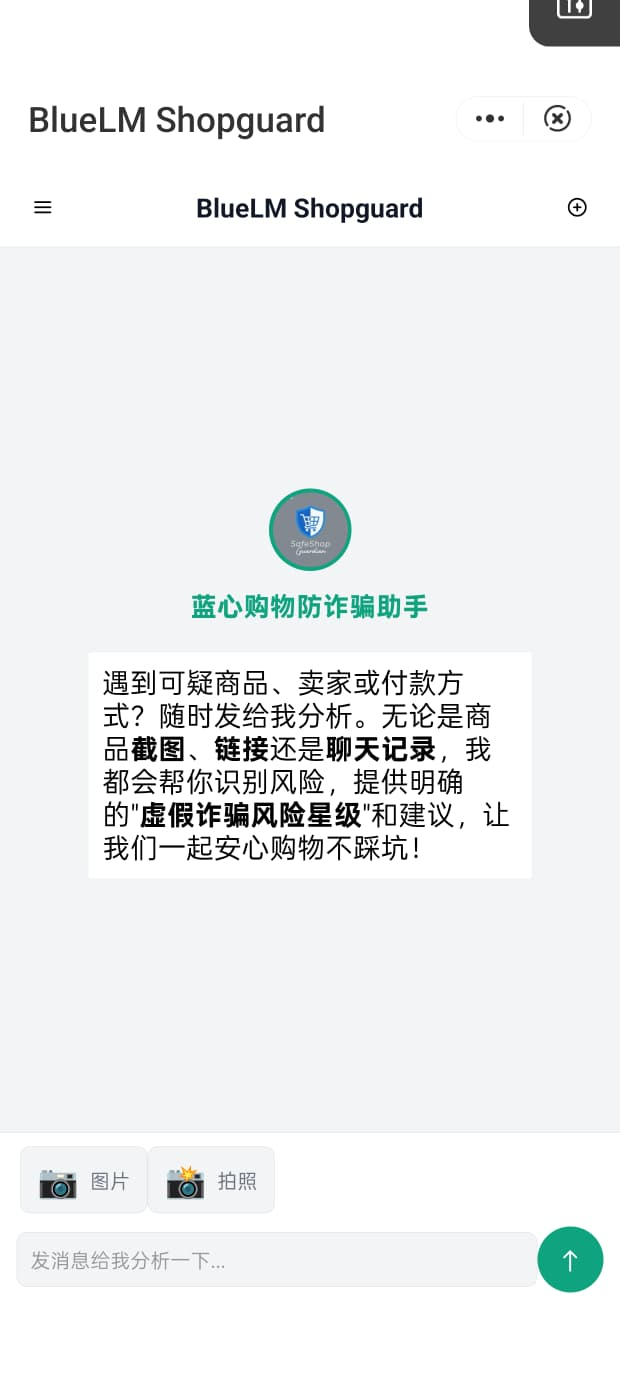 BlueLM Shopguard
BlueLM Shopguard
SafeShop
Guardian
蓝心购物防诈骗助手
遇到可疑商品、卖家或付款方
式？随时发给我分析。无论是商
品截图、链接还是聊天记录，我
都会帮你识别风险，提供明确
的"虚假诈骗风险星级"和建议，让
我们一起安心购物不踩坑！
图片
拍照
发消息给我分析一下...